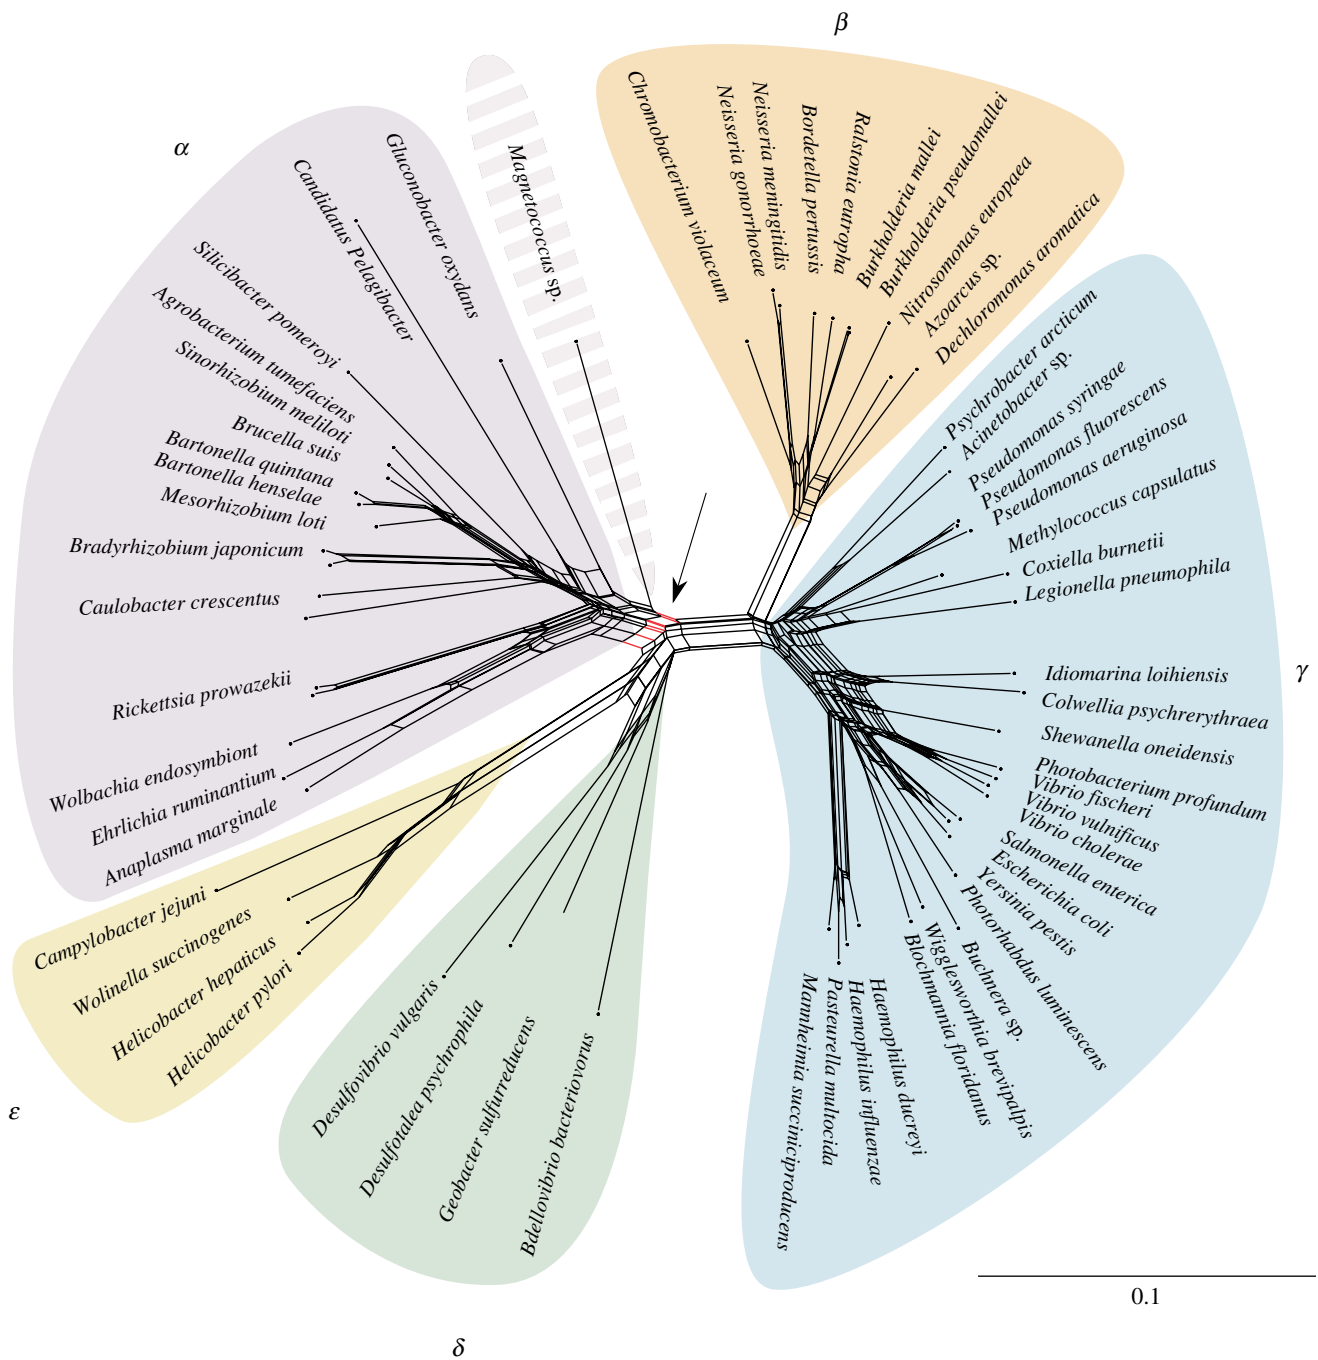 β
α
Chromobacterium violaceum
Neisseria gonorrhoeae
Neisseria meningitidis
Bordetella pertussis
Ralstonia eutropha
Burkholderia mallei
Burkholderia pseudomallei
Nitrosomonas europaea
Azoarcus sp.
Dechloromonas aromatica
Magnetococcus sp.
Gluconobacter oxydans
Candidatus Pelagibacter
Silicibacter pomeroyi
Agrobacterium tumefaciens
Sinorhizobium meliloti
Brucella suis
Bartonella quintana
Bartonella henselae
Mesorhizobium loti
Bradyrhizobium japonicum
Caulobacter crescentus
Rickettsia prowazekii
Wolbachia endosymbiont
Ehrlichia ruminantium
Anaplasma marginale
Psychrobacter arcticum
Acinetobacter sp.
Pseudomonas syringae
Pseudomonas fluorescens
Pseudomonas aeruginosa
Methylococcus capsulatus
Coxiella burnetii
Legionella pneumophila
γ
Idiomarina loihiensis
Colwellia psychrerythraea
Shewanella oneidensis
Photobacterium profundum
Vibrio fischeri
Vibrio vulnificus
Vibrio cholerae
Salmonella enterica
Escherichia coli
Yersinia pestis
Photorhabdus luminescens
Buchnera sp.
Wigglesworthia brevipalpis
Blochmannia floridanus
Haemophilus ducreyi
Haemophilus influenzae
Pasteurella multocida
Mannheimia succiniciproducens
Campylobacter jejuni
Wolinella succinogenes
Helicobacter hepaticus
Helicobacter pylori
ε
Desulfovibrio vulgaris
Desulfotalea psychrophila
Geobacter sulfurreducens
Bdellovibrio bacteriovorus
δ
0.1